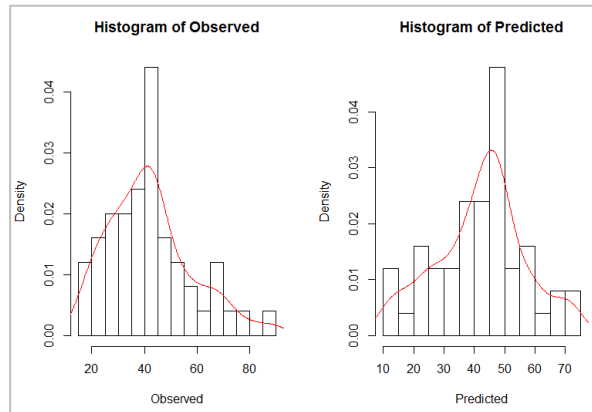 Histogram of Observed
Density
0.00 0.01 0.02 0.03 0.04
20 40 60 80
Observed
Histogram of Predicted
Density
0.00 0.01 0.02 0.03 0.04
10 20 30 40 50 60 70
Predicted